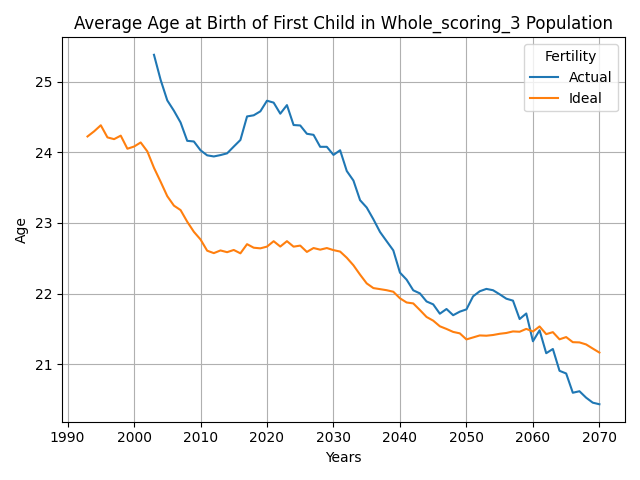 Average Age at Birth of First Child in Whole_scoring_3 Population
Fertility
Actual
Ideal
Age
25
24
23
22
21
1990 2000 2010 2020 2030 2040 2050 2060 2070
Years